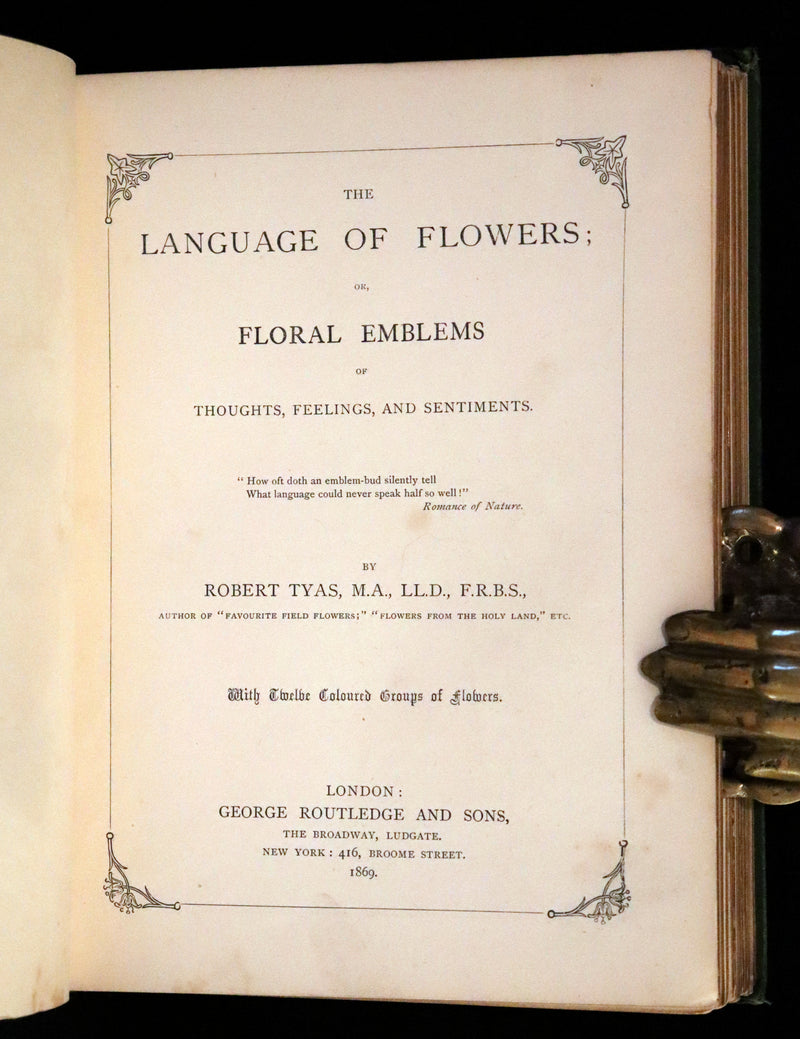 THE
LANGUAGE OF FLOWERS;
OR,
FLORAL EMBLEMS
OF
THOUGHTS, FEELINGS, AND SENTIMENTS.
“ How oft doth an emblem-bud silently tell
What language could never speak half so well!”
Romance of Nature.
BY
ROBERT TYAS, M.A., LL.D., F.R.B.S.,
AUTHOR OF “FAVOURITE FIELD FLOWERS;” “FLOWERS FROM THE HOLY LAND,” ETC.
With Twelve Coloured Groups of Flowers.
LONDON:
GEORGE ROUTLEDGE AND SONS,
THE BROADWAY, LUDGATE.
NEW YORK: 416, BROOME STREET.
1869.